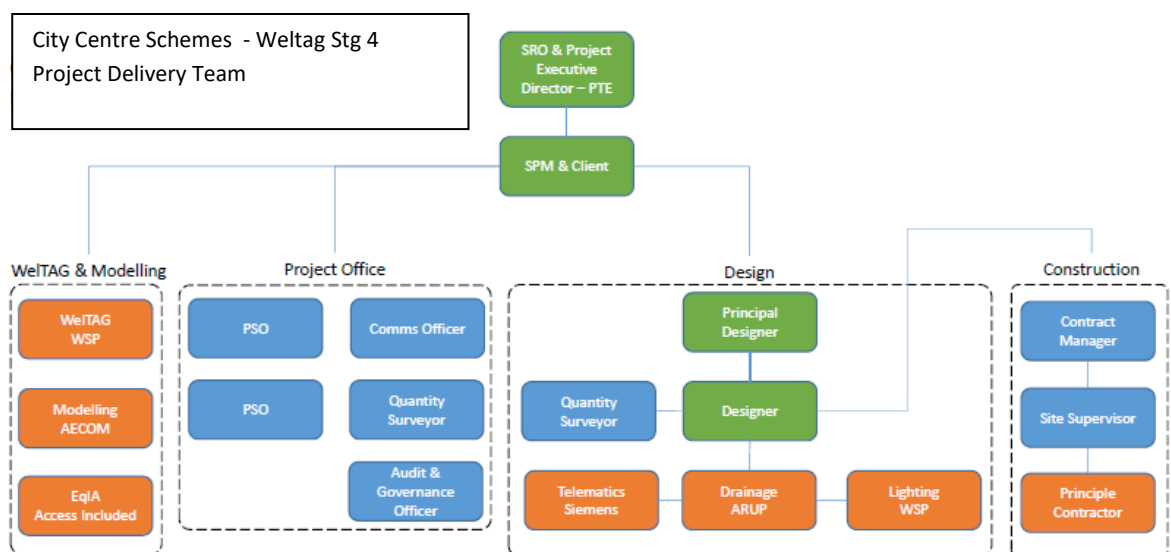 City Centre Schemes - Weltag Stg 4
Project Delivery Team
SRO & Project
Executive
Director – PTE
SPM & Client
WelTAG & Modelling
WelTAG
WSP
Modelling
AECOM
EqIA
Access Included
Project Office
PSO
Comms Officer
PSO
Quantity
Surveyor
Audit &
Governance
Officer
Design
Principal
Designer
Quantity
Surveyor
Designer
Telematics
Siemens
Drainage
ARUP
Lighting
WSP
Construction
Contract
Manager
Site Supervisor
Principle
Contractor